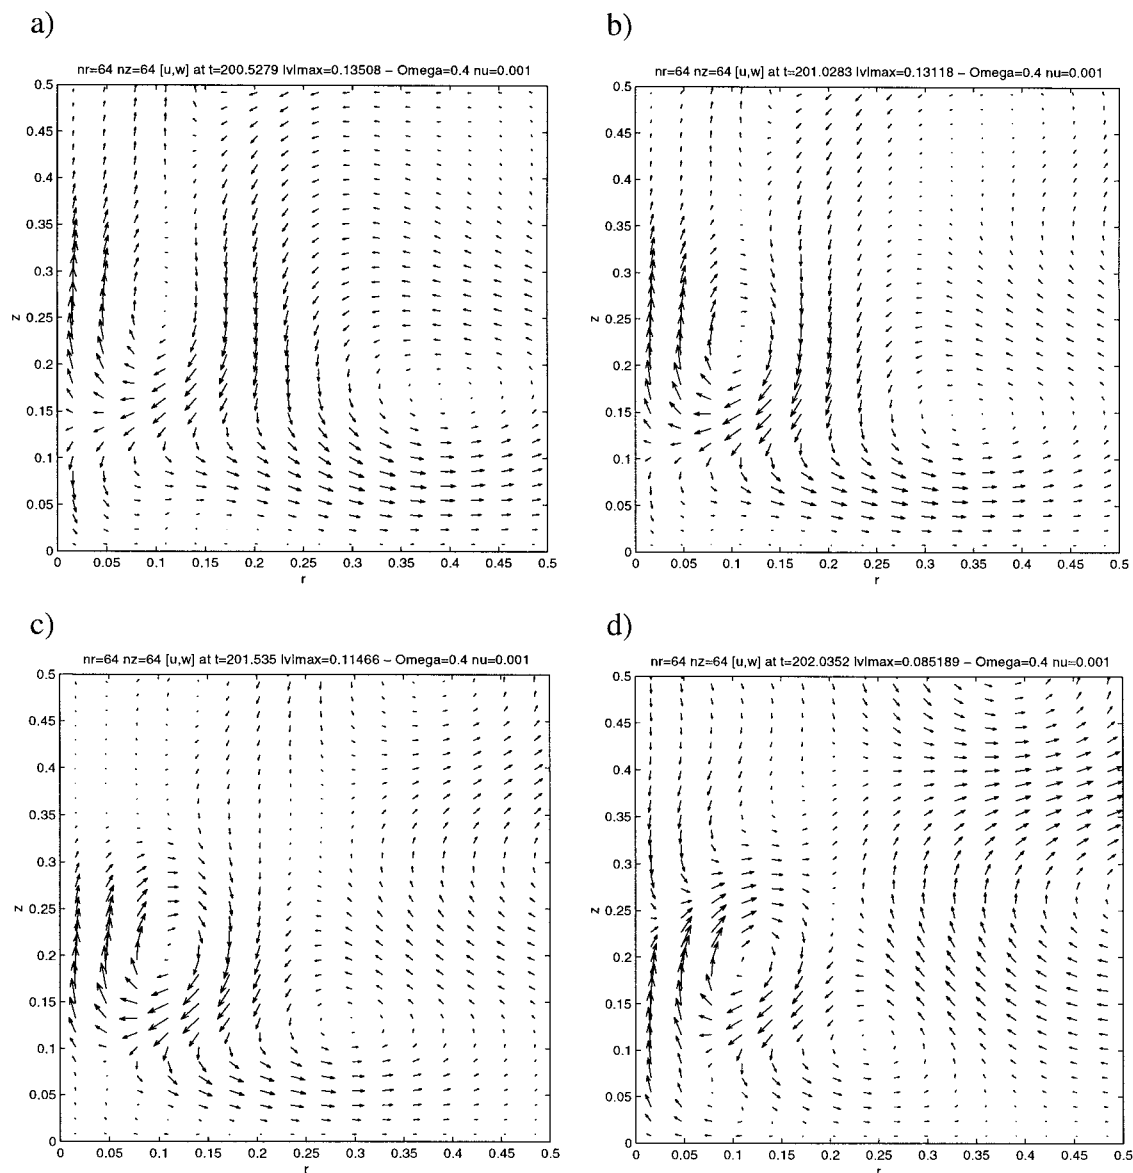 a)
nr=64 nz=64 [u,w] at t=200.5279 lvlmax=0.13508 – Omega=0.4 nu=0.001
0.5
0.45
0.4
0.35
0.3
0.25
z
0.2
0.15
0.1
0.05
0
0 0.05 0.1 0.15 0.2 0.25 0.3 0.35 0.4 0.45 0.5
r
b)
nr=64 nz=64 [u,w] at t=201.0283 lvlmax=0.13118 – Omega=0.4 nu=0.001
0.5
0.45
0.4
0.35
0.3
0.25
z
0.2
0.15
0.1
0.05
0
0 0.05 0.1 0.15 0.2 0.25 0.3 0.35 0.4 0.45 0.5
r
c)
nr=64 nz=64 [u,w] at t=201.535 lvlmax=0.11466 – Omega=0.4 nu=0.001
0.5
0.45
0.4
0.35
0.3
0.25
z
0.2
0.15
0.1
0.05
0
0 0.05 0.1 0.15 0.2 0.25 0.3 0.35 0.4 0.45 0.5
r
d)
nr=64 nz=64 [u,w] at t=202.0352 lvlmax=0.085189 – Omega=0.4 nu=0.001
0.5
0.45
0.4
0.35
0.3
0.25
z
0.2
0.15
0.1
0.05
0
0 0.05 0.1 0.15 0.2 0.25 0.3 0.35 0.4 0.45 0.5
r